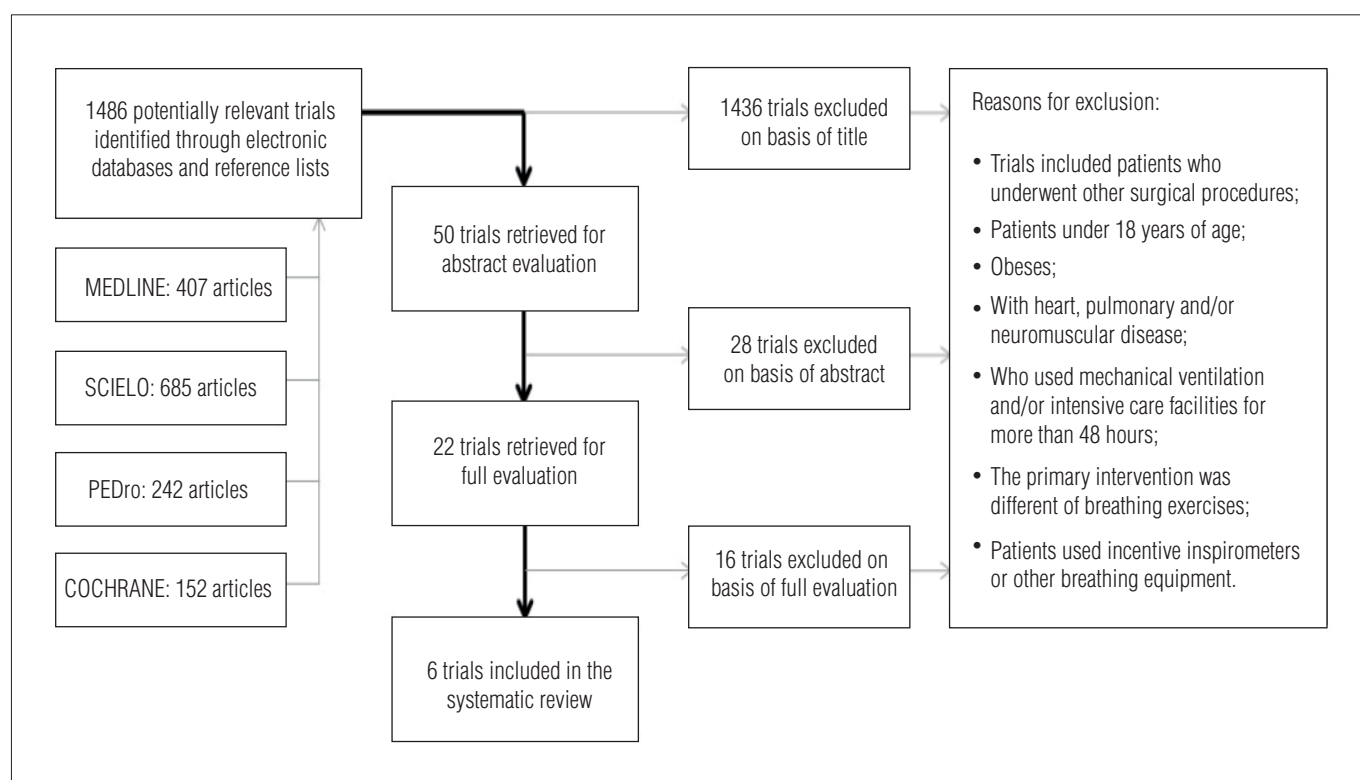 1486 potentially relevant trials
identified through electronic
databases and reference lists
MEDLINE: 407 articles
SCIELO: 685 articles
PEDro: 242 articles
COCHRANE: 152 articles
50 trials retrieved for
abstract evaluation
22 trials retrieved for
full evaluation
6 trials included in the
systematic review
1436 trials excluded
on basis of title
28 trials excluded
on basis of abstract
16 trials excluded on
basis of full evaluation
Reasons for exclusion:
• Trials included patients who
underwent other surgical procedures;
• Patients under 18 years of age;
• Obeses;
• With heart, pulmonary and/or
neuromuscular disease;
• Who used mechanical ventilation
and/or intensive care facilities for
more than 48 hours;
• The primary intervention was
different of breathing exercises;
• Patients used incentive inspirometers
or other breathing equipment.